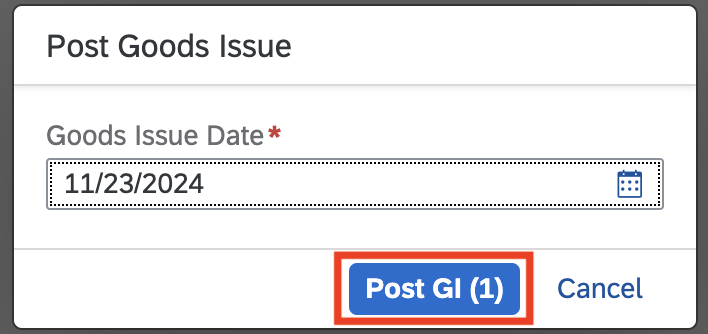 Post Goods Issue
Goods Issue Date*
11/23/2024
Post GI (1) Cancel